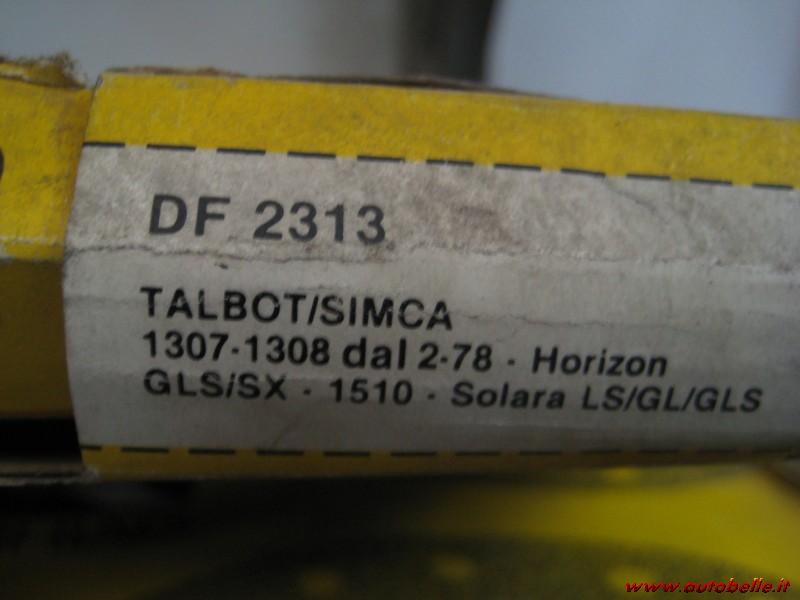 DF 2313
TALBOT/SIMCA
1307-1308 dal 2-78 - Horizon
GLS/SX - 1510 - Solara LS/GL/GLS
www.autobelle.it